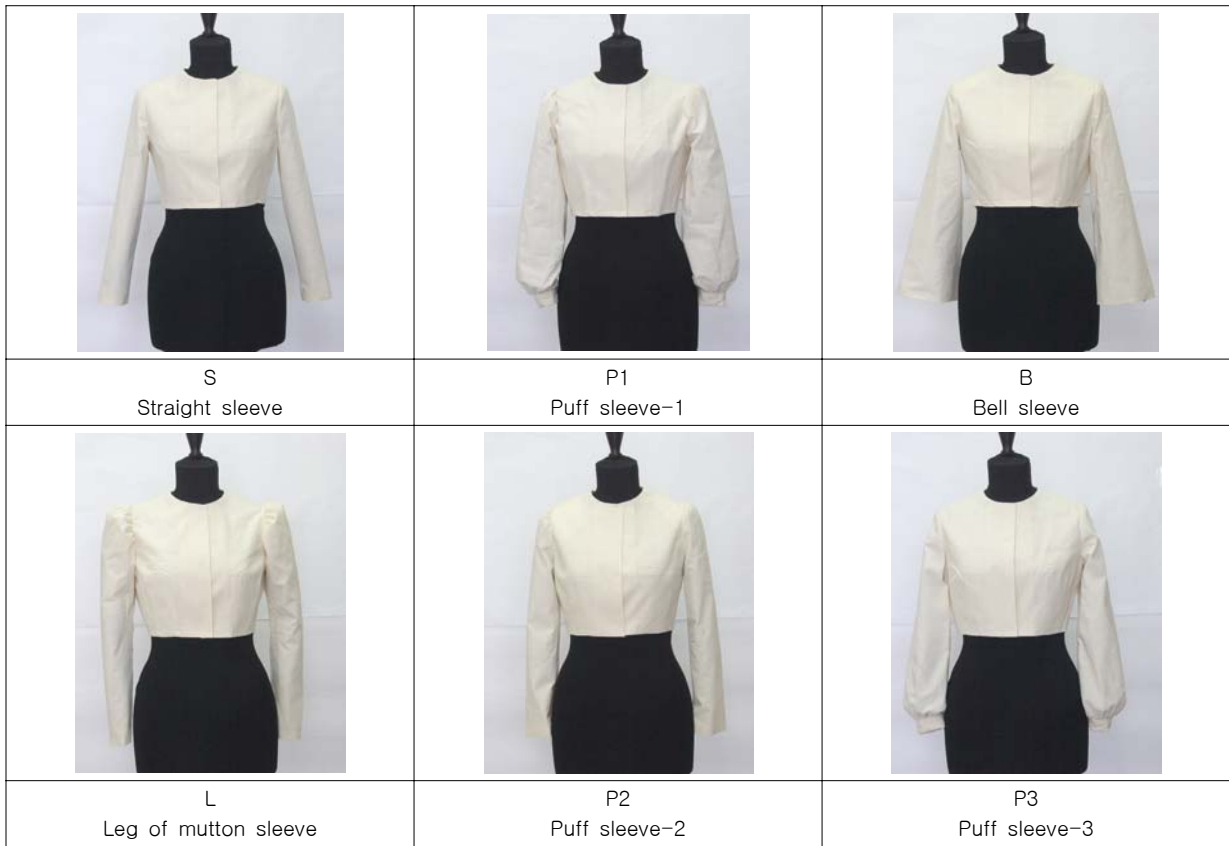 S
Straight sleeve
P1
Puff sleeve-1
B
Bell sleeve
L
Leg of mutton sleeve
P2
Puff sleeve-2
P3
Puff sleeve-3